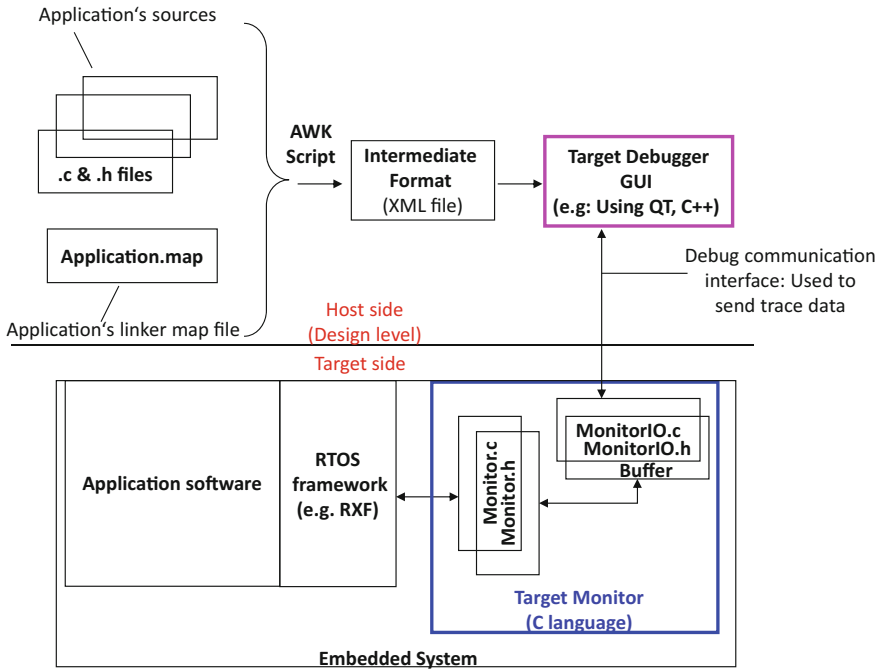 Application‘s sources
.c & .h files
Application.map
Application‘s linker map file
AWK
Script
Intermediate
Format
(XML file)
Target Debugger
GUI
(e.g: Using QT, C++)
Debug communication
interface: Used to
send trace data
Host side
(Design level)
Target side
Application software
RTOS
framework
(e.g. RXF)
Monitor.c
Monitor.h
MonitorIO.c
MonitorIO.h
Buffer
Target Monitor
(C language)
Embedded System